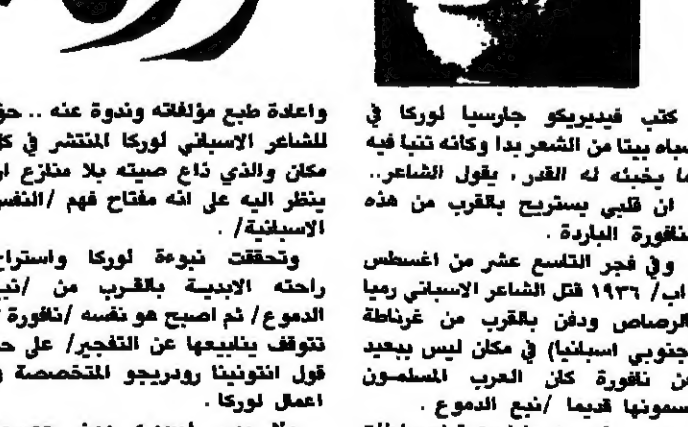 كتب فيديريكو جارسيا لوركا في
صباه بيتا من الشعر بدا وكأنه تنبا فيه
ما يخبئه له القدر ، يقول الشاعر..
ان قلبي يستريح بالقرب من هذه
نافورة الباردة .
وفي فجر التاسع عشر من اغسطس
اب/ ١٩٣٦ قتل الشاعر الاسباني رميا
الرصاص ودفن بالقرب من غرناطة
جنوبي اسبانيا) في مكان ليس ببعيد
عن نافورة كان العرب المسلمون
سمونها قديما /نبع الدموع .
واعادة طبع مؤلفاته وندوة عنه ..
للشاعر الاسباني لوركا المنتشر في كل
مكان والذي ذاع صيته بلا منازع
ينظر اليه على انه مفتاح فهم /النفس
الاسبانية/ .
وتحققت نبوءة لوركا واستراح
راحته الابدية بالقرب من /نبع
الدموع/ ثم اصبح هو نفسه /نافورة
تتوقف ينابيعها عن التفجير/ على حد
قول انتونينا رودريجو المتخصصة
اعمال لوركا .